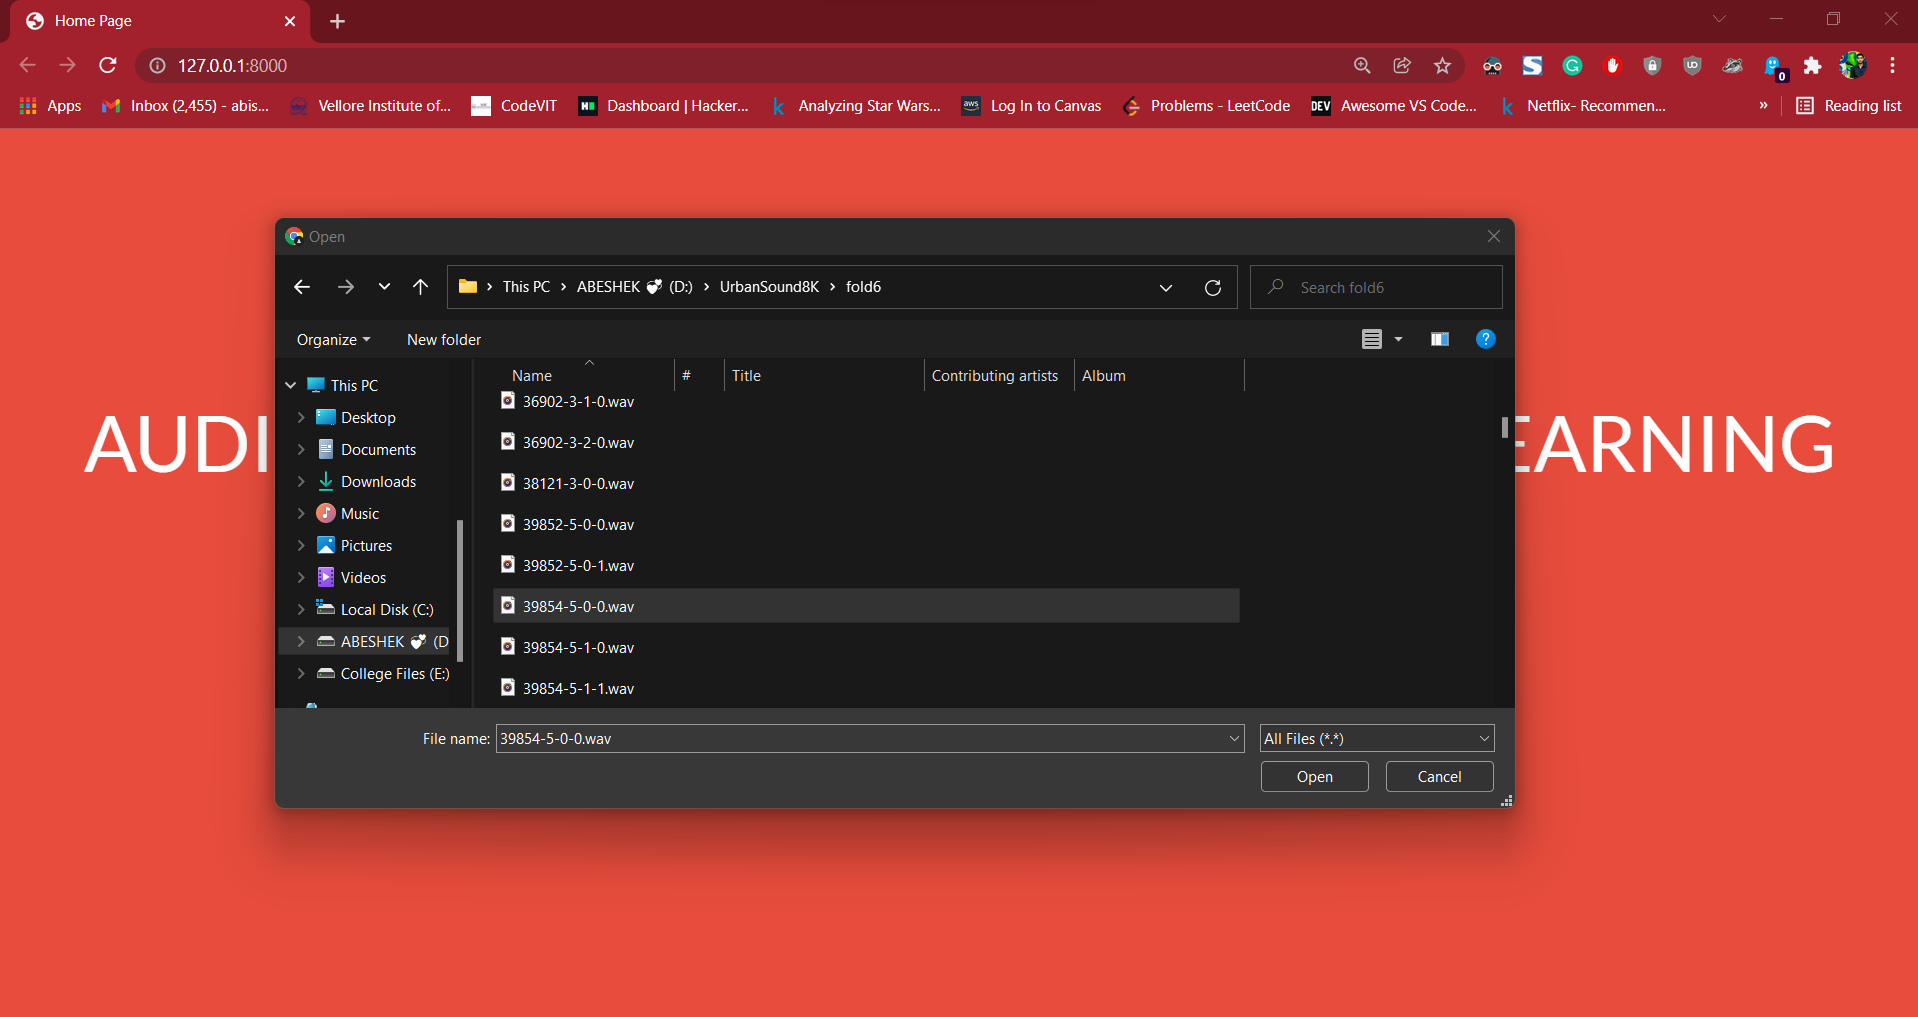 Home Page
127.0.0.1:8000
0
Apps
Inbox (2,455) - abis...
Vellore Institute of...
CodeVIT
Dashboard | Hacker...
Analyzing Star Wars...
aws Log In to Canvas
Problems - LeetCode
DEV Awesome VS Code...
k Netflix- Recommen...
»
Reading list
Open
This PC › ABESHEK 💞 (D:) › UrbanSound8K › fold6
Search fold6
Organize
New folder
Name
#
Title
Contributing artists
Album
This PC
Desktop
Documents
Downloads
Music
Pictures
Videos
Local Disk (C:)
ABESHEK 💞 (D
College Files (E:)
36902-3-1-0.wav
36902-3-2-0.wav
38121-3-0-0.wav
39852-5-0-0.wav
39852-5-0-1.wav
39854-5-0-0.wav
39854-5-1-0.wav
39854-5-1-1.wav
AUDI
EARNING
File name: 39854-5-0-0.wav
All Files (*.*)
Open
Cancel